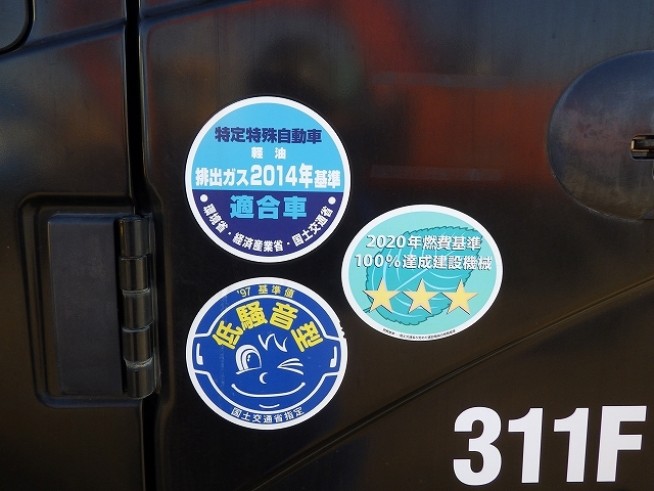 特定特殊自動車
軽油
排出ガス2014年基準
適合車
・環境省・経済産業省・国土交通省・
2020年燃費基準
100%達成建設機械
'97基準値
低騒音型
国土交通省指定
311F